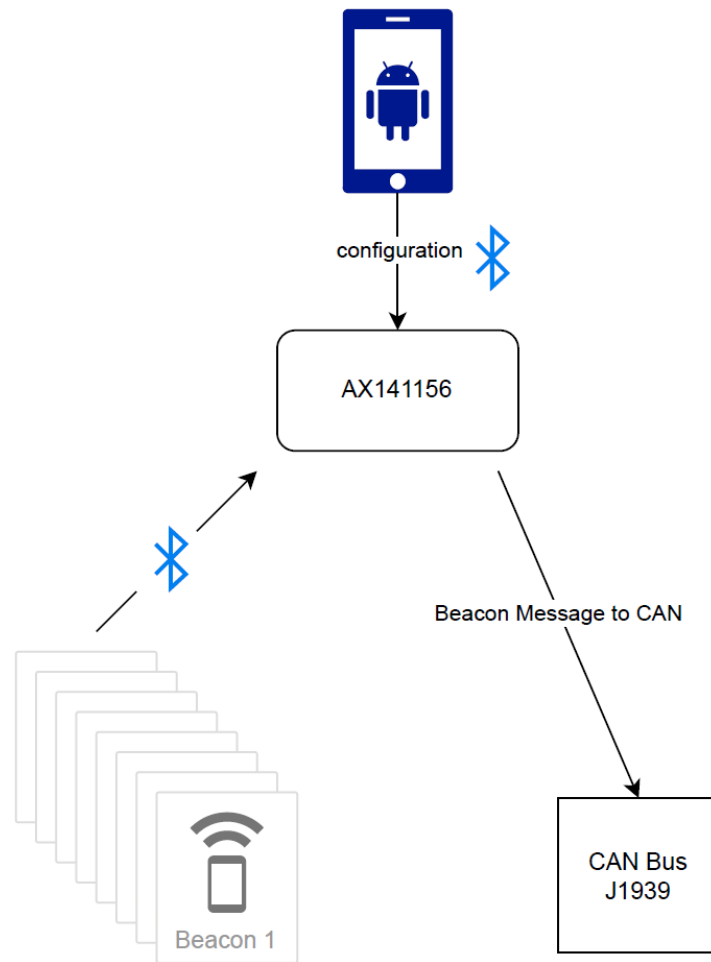 configuration
AX141156
Beacon Message to CAN
Beacon 1
CAN Bus
J1939